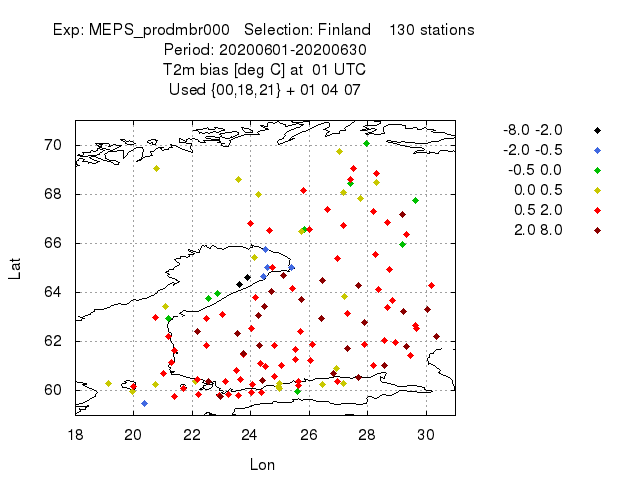 Exp: MEPS_prodmbr000 Selection: Finland 130 stations
Period: 20200601-20200630
T2m bias [deg C] at 01 UTC
Used {00,18,21} + 01 04 07
-8.0 -2.0
-2.0 -0.5
-0.5 0.0
0.0 0.5
0.5 2.0
2.0 8.0
70
68
66
64
62
60
Lat
18 20 22 24 26 28 30
Lon